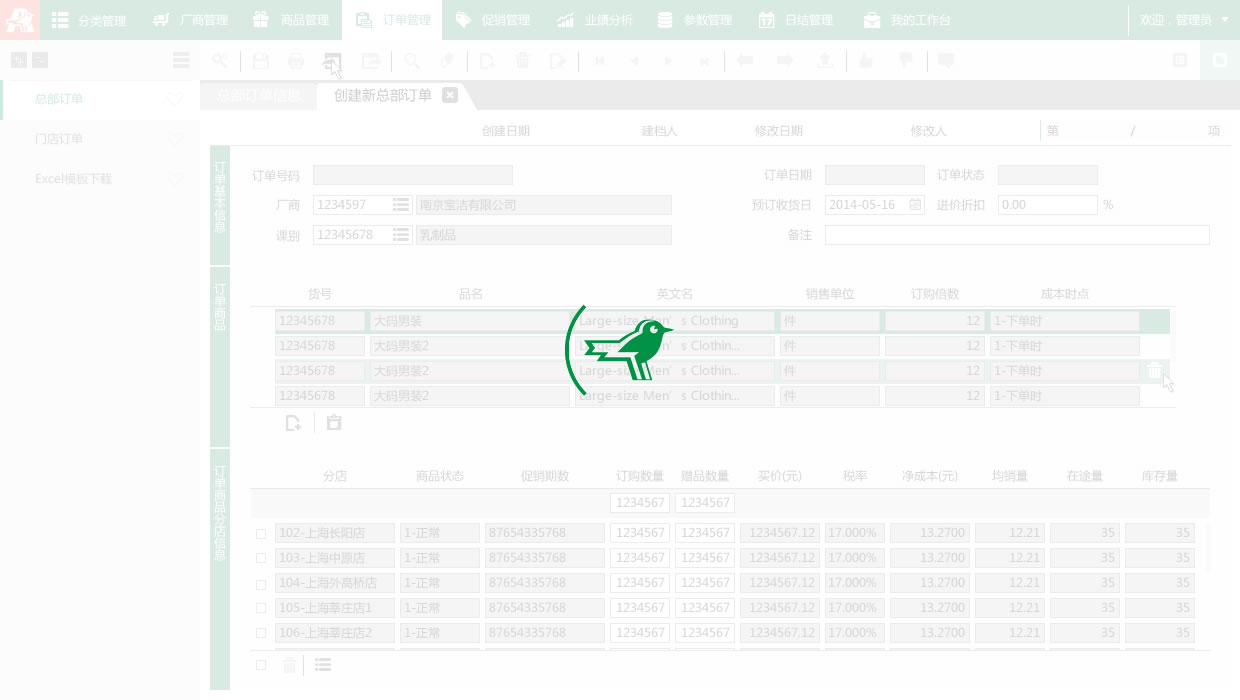 分类管理 厂商管理 商品管理 订单管理 促销管理 业绩分析 参数管理 日结管理 我的工作台 欢迎，管理员
总部订单信息 创建新总部订单
总部订单
门店订单
Excel模板下载
创建日期 建档人 修改日期 修改人 第 / 项
订单基本信息
订单号码 订单日期 订单状态
厂商 1234597 南京宝洁有限公司 预订收货日 2014-05-16 进价折扣 0.00 %
课别 12345678 乳制品 备注
订单商品
货号 品名 英文名 销售单位 订购倍数 成本时点
12345678 大码男装 Large-size Men's Clothing 件 12 1-下单时
12345678 大码男装2 Large-size Men's Clothin... 件 12 1-下单时
12345678 大码男装2 Large-size Men's Clothin... 件 12 1-下单时
12345678 大码男装2 Large-size Men's Clothin... 件 12 1-下单时
订单商品分店信息
分店 商品状态 促销期数 订购数量 赠品数量 买价(元) 税率 净成本(元) 均销量 在途量 库存量
1234567 1234567
102-上海长阳店 1-正常 87654335768 1234567 1234567 1234567.12 17.000% 13.2700 12.21 35 35
103-上海中原店 1-正常 87654335768 1234567 1234567 1234567.12 17.000% 13.2700 12.21 35 35
104-上海外高桥店 1-正常 87654335768 1234567 1234567 1234567.12 17.000% 13.2700 12.21 35 35
105-上海莘庄店1 1-正常 87654335768 1234567 1234567 1234567.12 17.000% 13.2700 12.21 35 35
106-上海莘庄店2 1-正常 87654335768 1234567 1234567 1234567.12 17.000% 13.2700 12.21 35 35